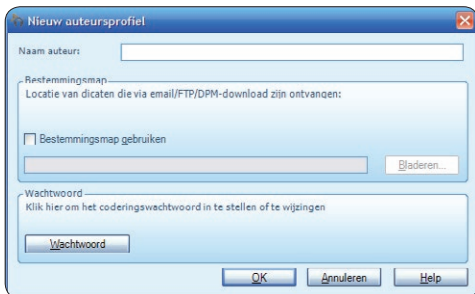 Nieuw auteursprofiel
Naam auteur:
Bestemmingsmap
Locatie van dicaten die via email/FTP/DPM-download zijn ontvangen:
Bestemmingsmap gebruiken
Bladeren...
Wachtwoord
Klik hier om het coderingswachtwoord in te stellen of te wijzingen
Wachtwoord
OK Annuleren Help